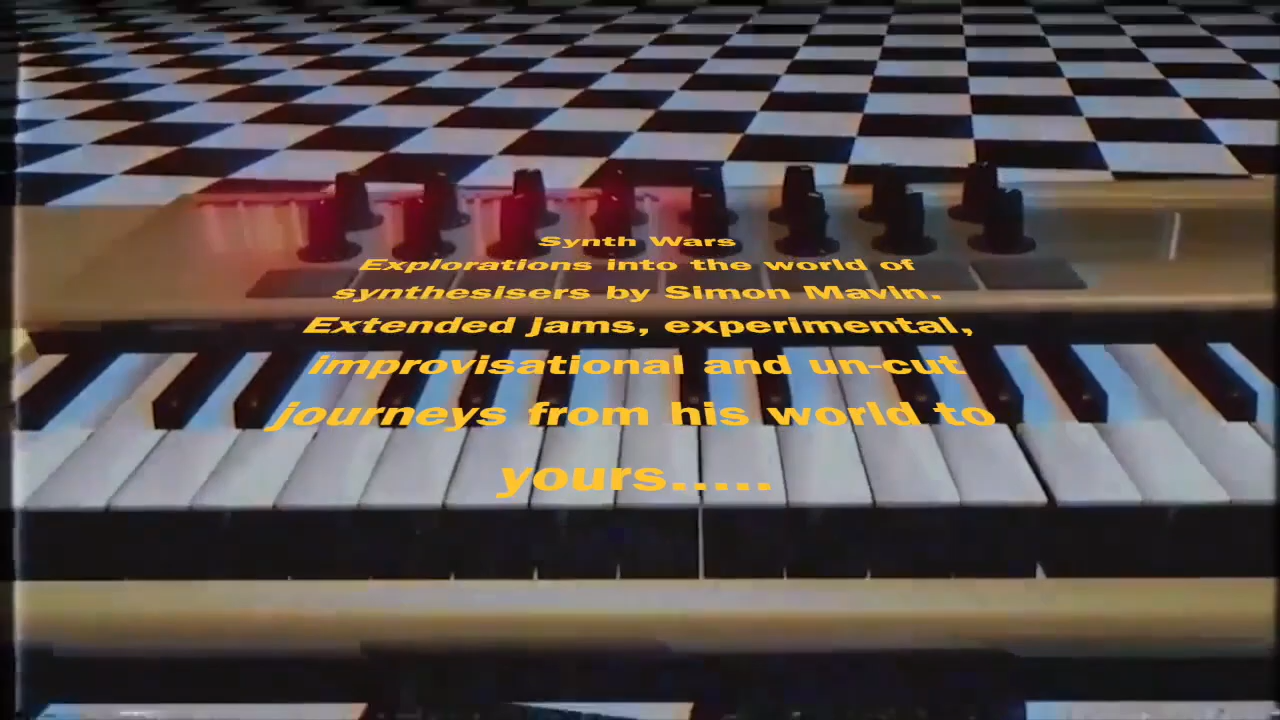 Synth Wars
Explorations into the world of
synthesisers by Simon Mavin.
Extended jams, experimental,
improvisational and un-cut
journeys from his world to
yours.....